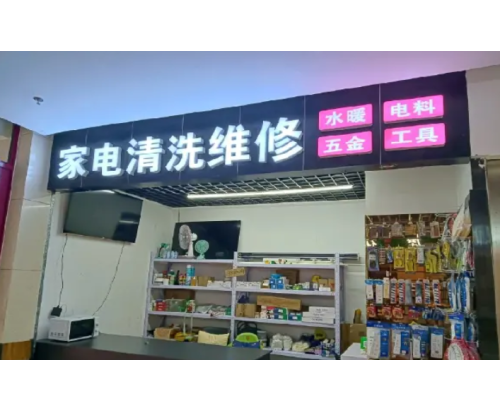 家电清洗维修
水暖 电料
五金 工具